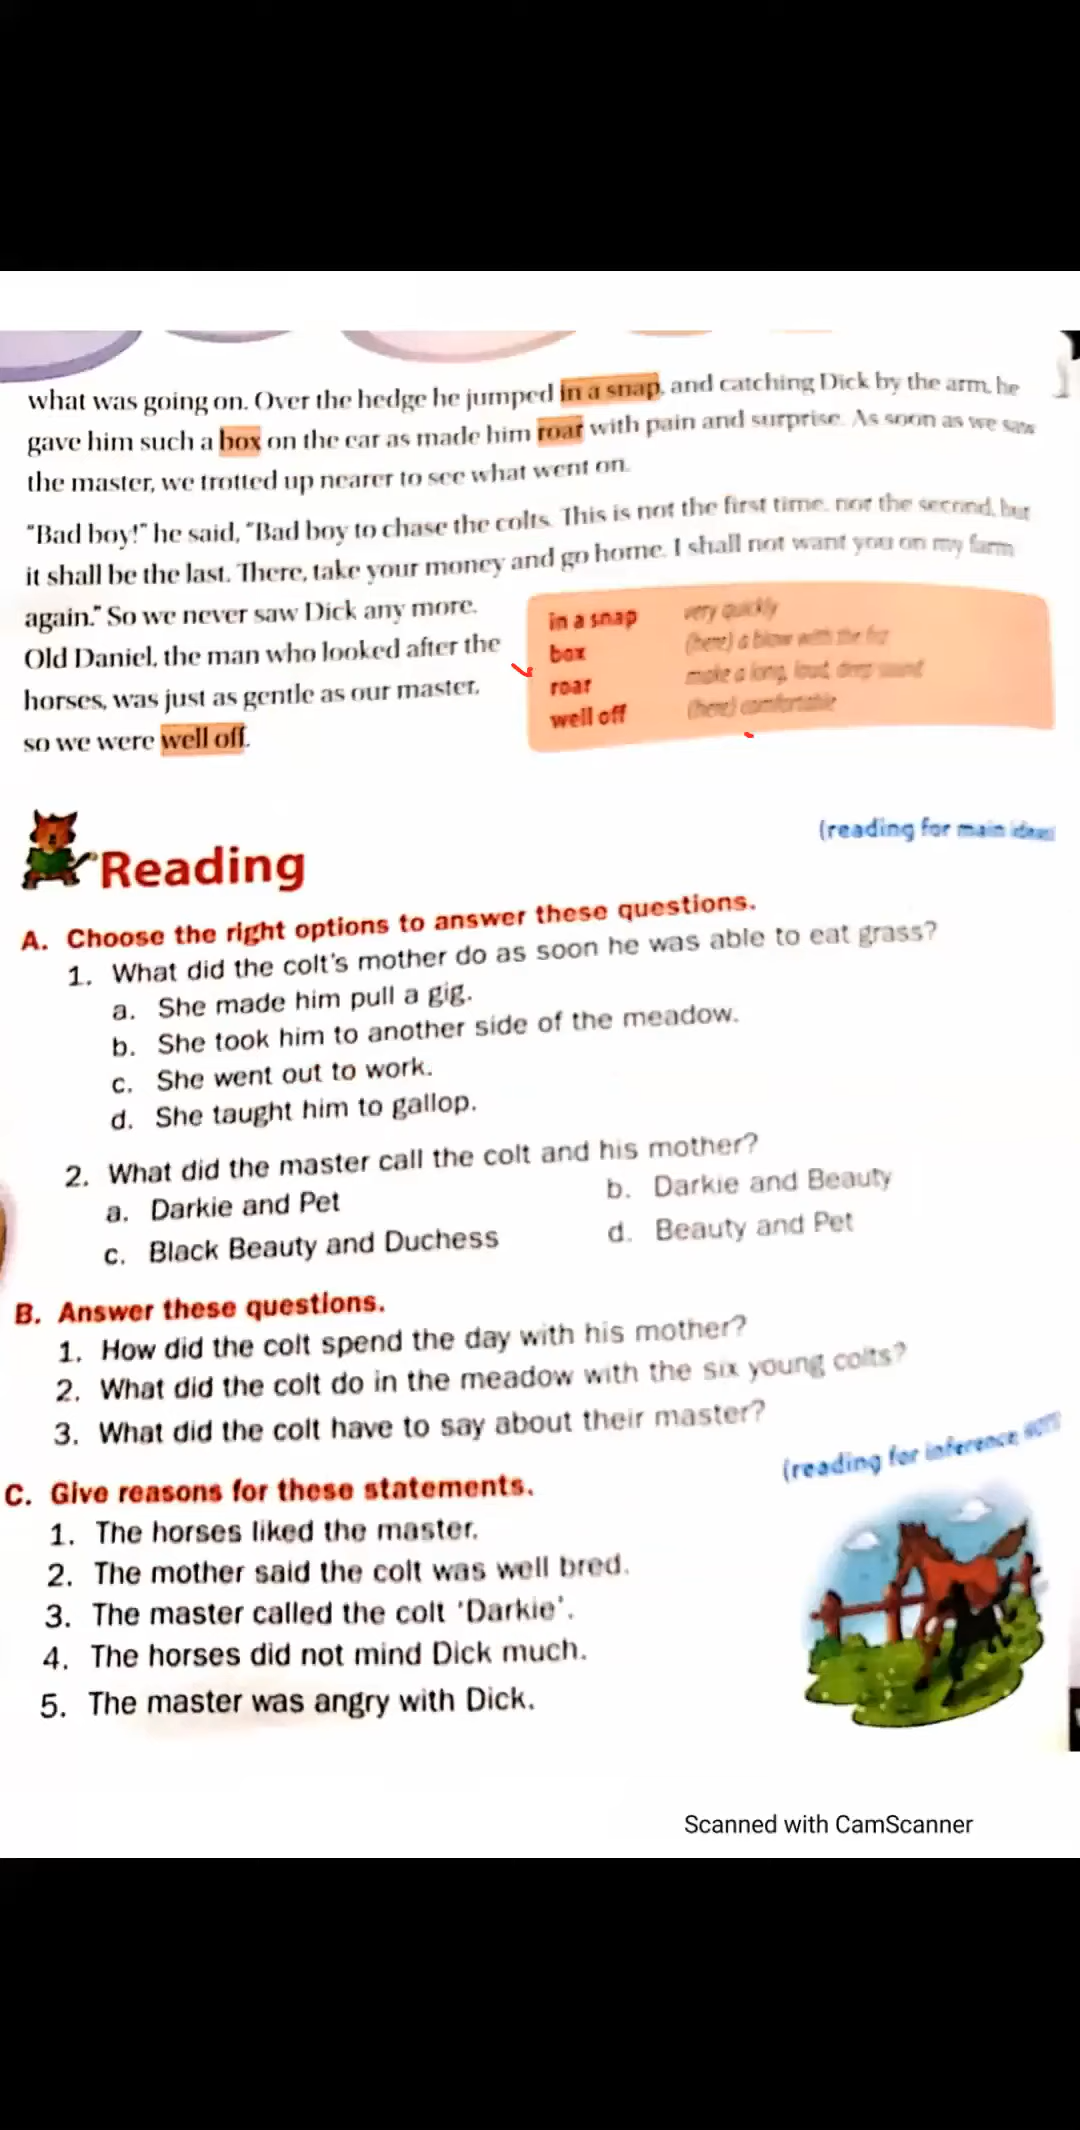 what was going on. Over the hedge he jumped in a snap, and catching Dick by the arm, he
gave him such a box on the ear as made him roar with pain and surprise. As soon as we saw
the master, we trotted up nearer to see what went on.
"Bad boy!" he said, "Bad boy to chase the colts. This is not the first time, nor the second, but
it shall be the last. There, take your money and go home. I shall not want you on my farm
again." So we never saw Dick any more.
Old Daniel, the man who looked after the
horses, was just as gentle as our master,
so we were well off.
in a snap very quickly
box (here) a blow with the fist
roar make a long, loud, deep sound
well off (here) comfortable
(reading for main ideas)
Reading
A. Choose the right options to answer these questions.
1. What did the colt's mother do as soon he was able to eat grass?
a. She made him pull a gig.
b. She took him to another side of the meadow.
c. She went out to work.
d. She taught him to gallop.
2. What did the master call the colt and his mother?
a. Darkie and Pet b. Darkie and Beauty
c. Black Beauty and Duchess d. Beauty and Pet
B. Answer these questions.
1. How did the colt spend the day with his mother?
2. What did the colt do in the meadow with the six young colts?
3. What did the colt have to say about their master?
(reading for inference
C. Give reasons for these statements.
1. The horses liked the master.
2. The mother said the colt was well bred.
3. The master called the colt 'Darkie'.
4. The horses did not mind Dick much.
5. The master was angry with Dick.
Scanned with CamScanner